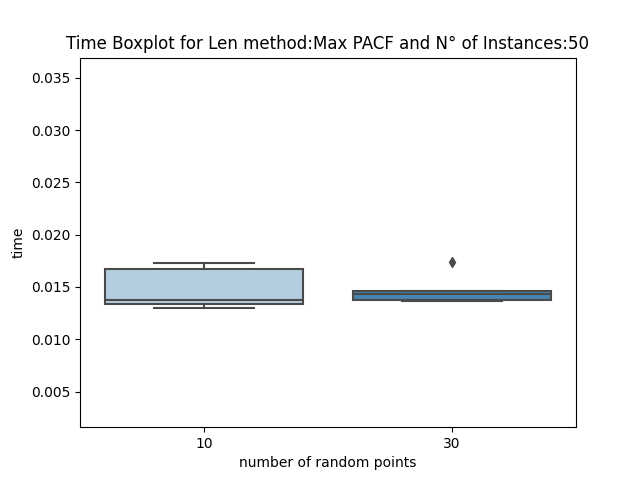 Time Boxplot for Len method:Max PACF and N° of Instances:50
0.035
0.030
0.025
0.020
0.015
0.010
0.005
time
10 30
number of random points